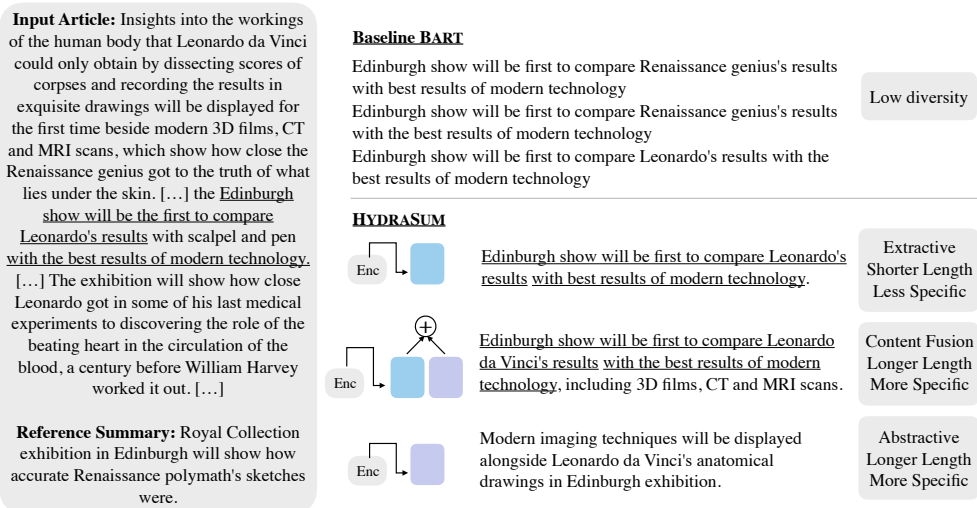 Input Article: Insights into the workings
of the human body that Leonardo da Vinci
could only obtain by dissecting scores of
corpses and recording the results in
exquisite drawings will be displayed for
the first time beside modern 3D films, CT
and MRI scans, which show how close the
Renaissance genius got to the truth of what
lies under the skin. […] the Edinburgh
show will be the first to compare
Leonardo's results with scalpel and pen
with the best results of modern technology.
[…] The exhibition will show how close
Leonardo got in some of his last medical
experiments to discovering the role of the
beating heart in the circulation of the
blood, a century before William Harvey
worked it out. […]
Reference Summary: Royal Collection
exhibition in Edinburgh will show how
accurate Renaissance polymath's sketches
were.
Baseline BART
Edinburgh show will be first to compare Renaissance genius's results
with best results of modern technology
Edinburgh show will be first to compare Renaissance genius's results
with the best results of modern technology
Edinburgh show will be first to compare Leonardo's results with the
best results of modern technology
Low diversity
HYDRASUM
Enc
Edinburgh show will be first to compare Leonardo's
results with best results of modern technology.
Extractive
Shorter Length
Less Specific
+
Enc
Edinburgh show will be first to compare Leonardo
da Vinci's results with the best results of modern
technology, including 3D films, CT and MRI scans.
Content Fusion
Longer Length
More Specific
Enc
Modern imaging techniques will be displayed
alongside Leonardo da Vinci's anatomical
drawings in Edinburgh exhibition.
Abstractive
Longer Length
More Specific